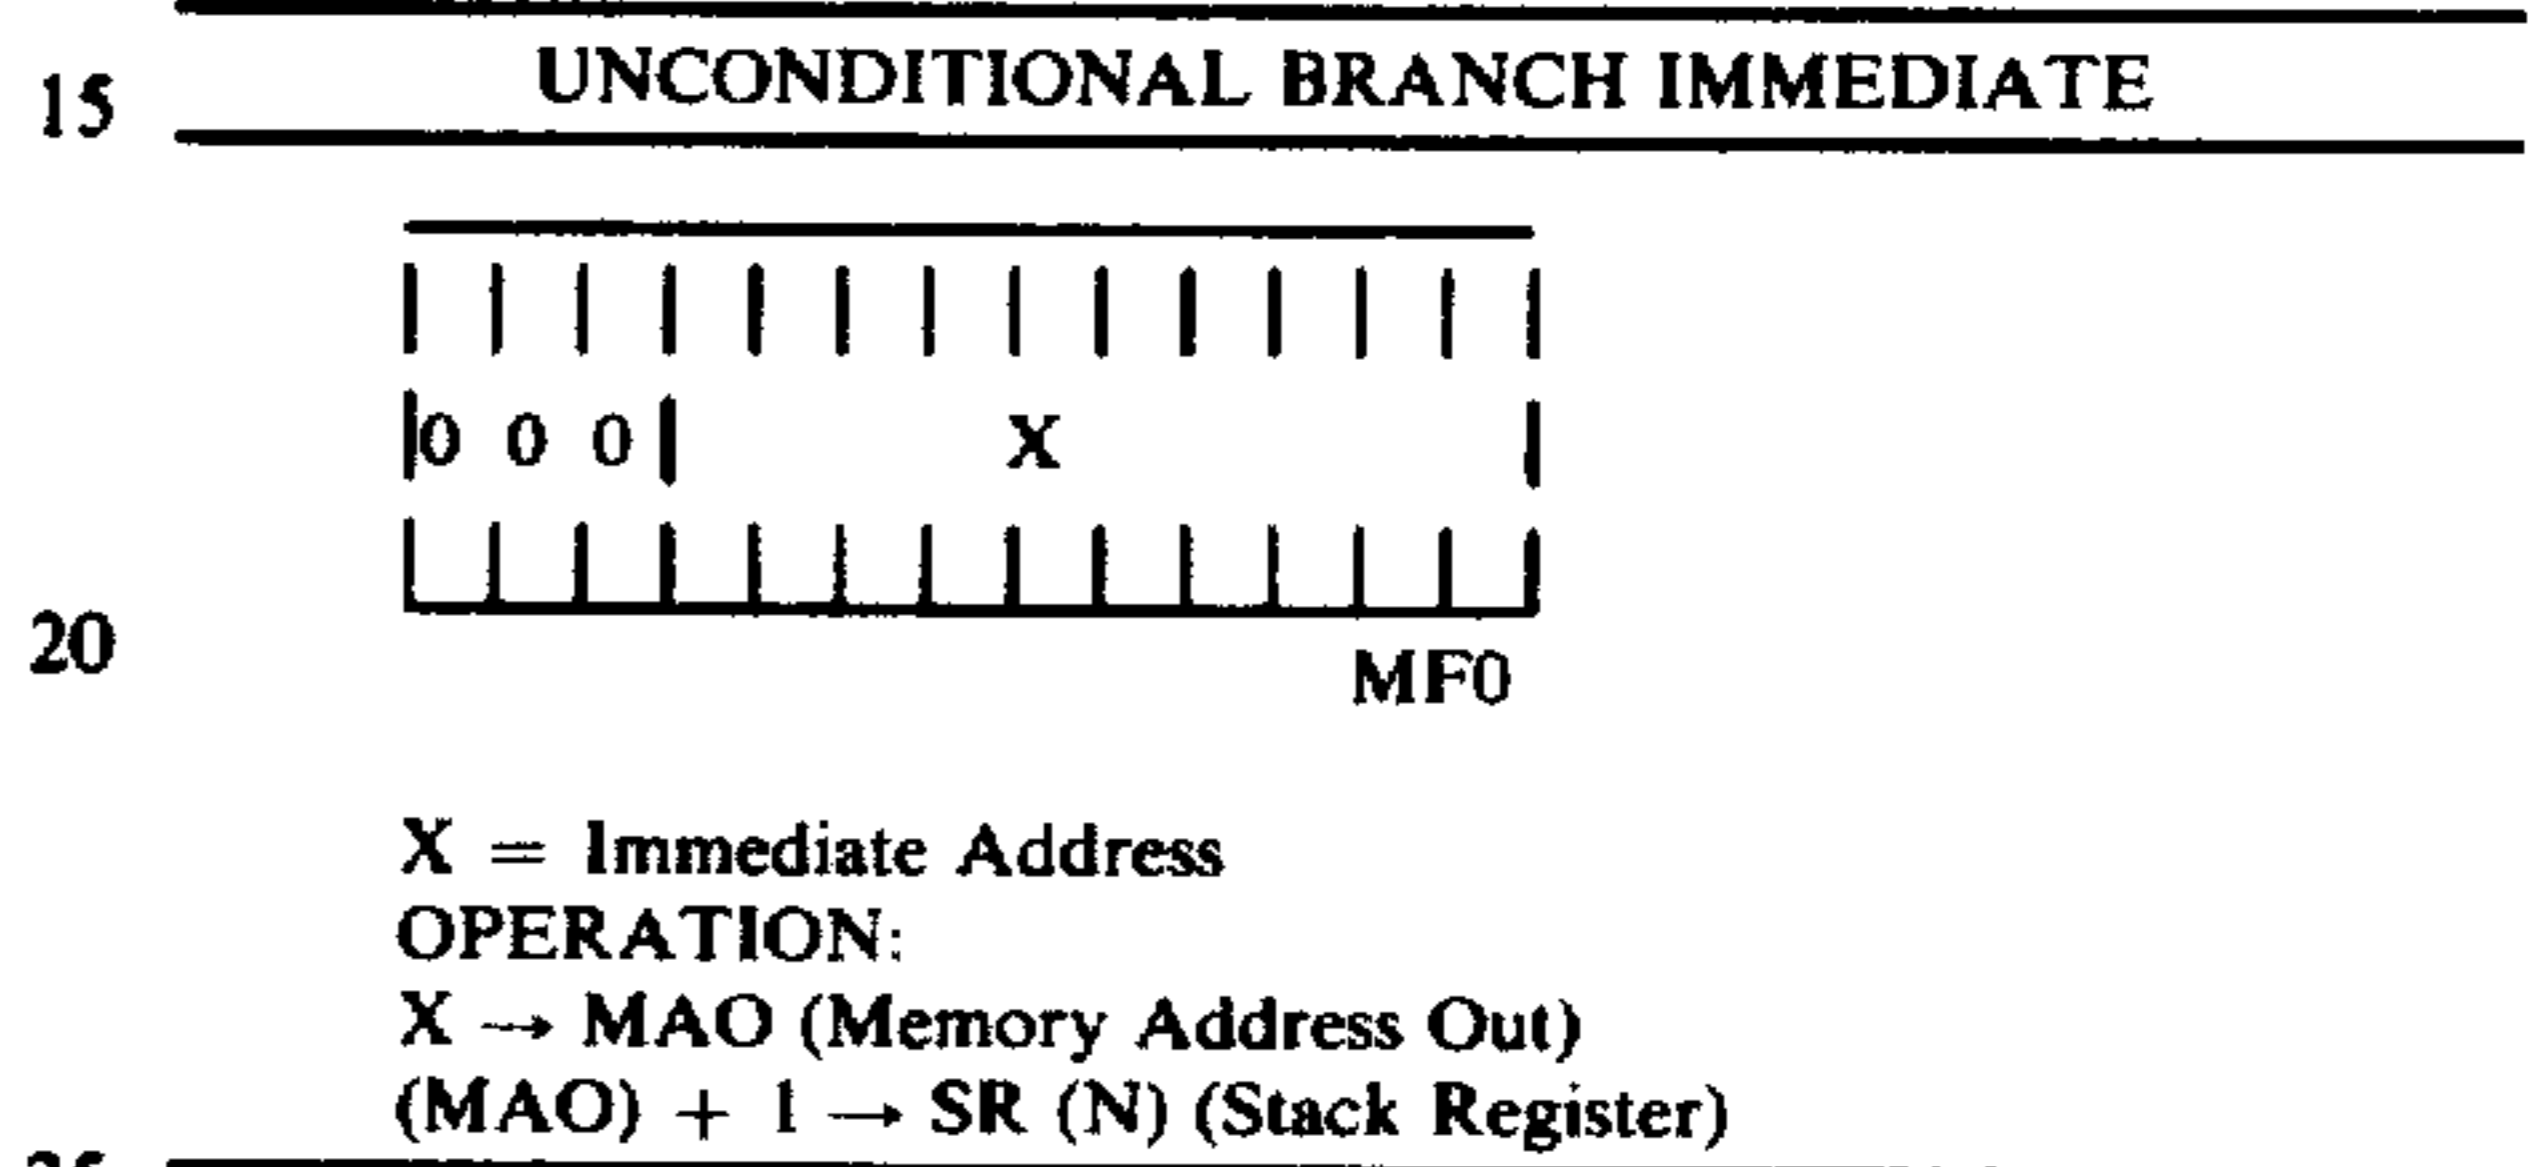 15 UNCONDITIONAL BRANCH IMMEDIATE
0 0 0 X
20
MF0
X = Immediate Address
OPERATION:
X → MAO (Memory Address Out)
(MAO) + 1 → SR (N) (Stack Register)